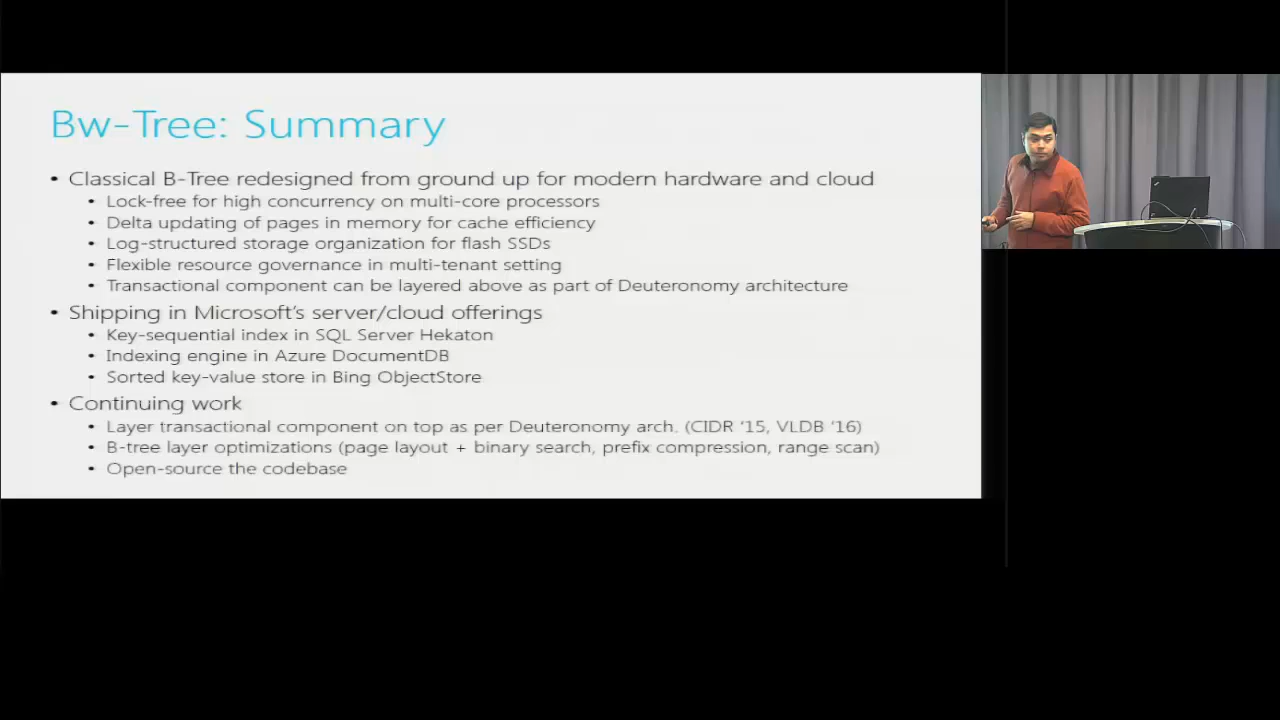 Bw-Tree: Summary
• Classical B-Tree redesigned from ground up for modern hardware and cloud
• Lock-free for high concurrency on multi-core processors
• Delta updating of pages in memory for cache efficiency
• Log-structured storage organization for flash SSDs
• Flexible resource governance in multi-tenant setting
• Transactional component can be layered above as part of Deuteronomy architecture
• Shipping in Microsoft's server/cloud offerings
• Key-sequential index in SQL Server Hekaton
• Indexing engine in Azure DocumentDB
• Sorted key-value store in Bing ObjectStore
• Continuing work
• Layer transactional component on top as per Deuteronomy arch. (CIDR '15, VLDB '16)
• B-tree layer optimizations (page layout + binary search, prefix compression, range scan)
• Open-source the codebase